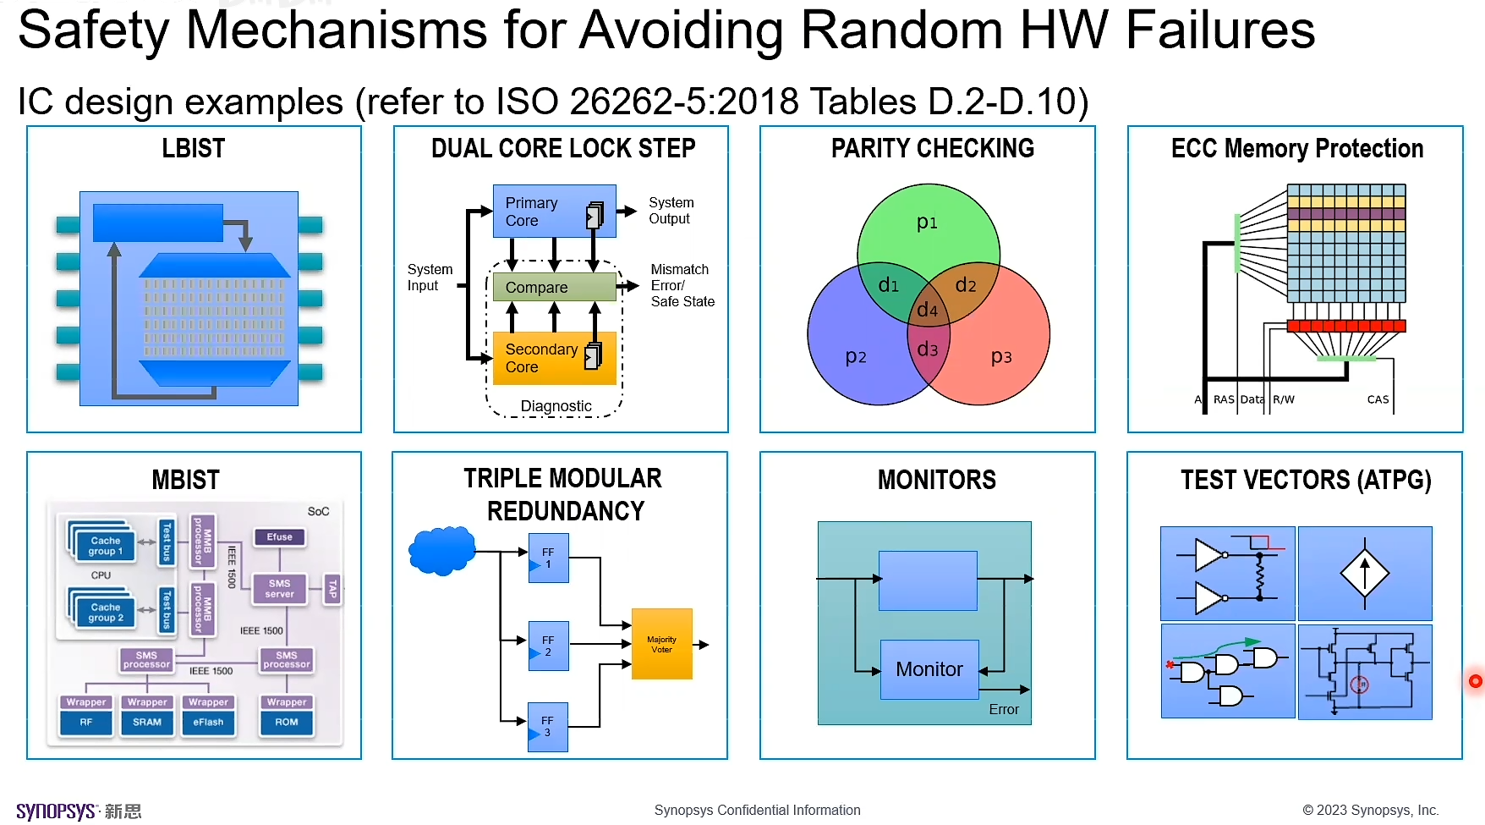 Safety Mechanisms for Avoiding Random HW Failures
IC design examples (refer to ISO 26262-5:2018 Tables D.2-D.10)
LBIST
DUAL CORE LOCK STEP
System
Input
Primary
Core
System
Output
Compare
Mismatch
Error/
Safe State
Secondary
Core
Diagnostic
PARITY CHECKING
p1
d1
d2
d4
p2
d3
p3
ECC Memory Protection
A
RAS
Data
R/W
CAS
MBIST
SoC
Cache
group 1
Test bus
MMB
processor
IEEE 1500
Efuse
CPU
SMS
server
TAP
Cache
group 2
Test bus
MMB
processor
IEEE 1500
SMS
processor
IEEE 1500
SMS
processor
Wrapper
RF
Wrapper
SRAM
Wrapper
eFlash
Wrapper
ROM
TRIPLE MODULAR
REDUNDANCY
FF
1
FF
2
FF
3
Majority
Voter
MONITORS
Monitor
Error
TEST VECTORS (ATPG)
SYNOPSYS 新思
Synopsys Confidential Information
© 2023 Synopsys, Inc.